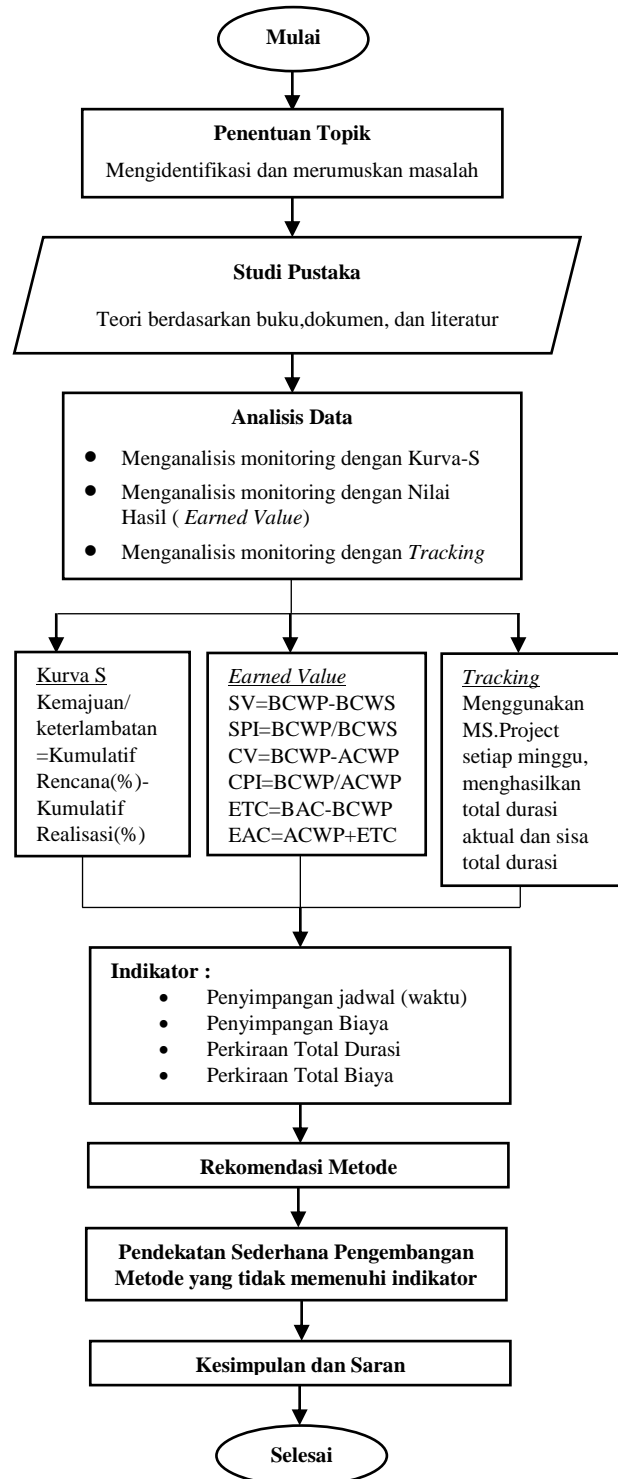 Mulai
Penentuan Topik
Mengidentifikasi dan merumuskan masalah
Studi Pustaka
Teori berdasarkan buku,dokumen, dan literatur
Analisis Data
● Menganalisis monitoring dengan Kurva-S
● Menganalisis monitoring dengan Nilai
Hasil ( Earned Value)
● Menganalisis monitoring dengan Tracking
Kurva S
Kemajuan/
keterlambatan
=Kumulatif
Rencana(%)-
Kumulatif
Realisasi(%)
Earned Value
SV=BCWP-BCWS
SPI=BCWP/BCWS
CV=BCWP-ACWP
CPI=BCWP/ACWP
ETC=BAC-BCWP
EAC=ACWP+ETC
Tracking
Menggunakan
MS.Project
setiap minggu,
menghasilkan
total durasi
aktual dan sisa
total durasi
Indikator :
● Penyimpangan jadwal (waktu)
● Penyimpangan Biaya
● Perkiraan Total Durasi
● Perkiraan Total Biaya
Rekomendasi Metode
Pendekatan Sederhana Pengembangan
Metode yang tidak memenuhi indikator
Kesimpulan dan Saran
Selesai